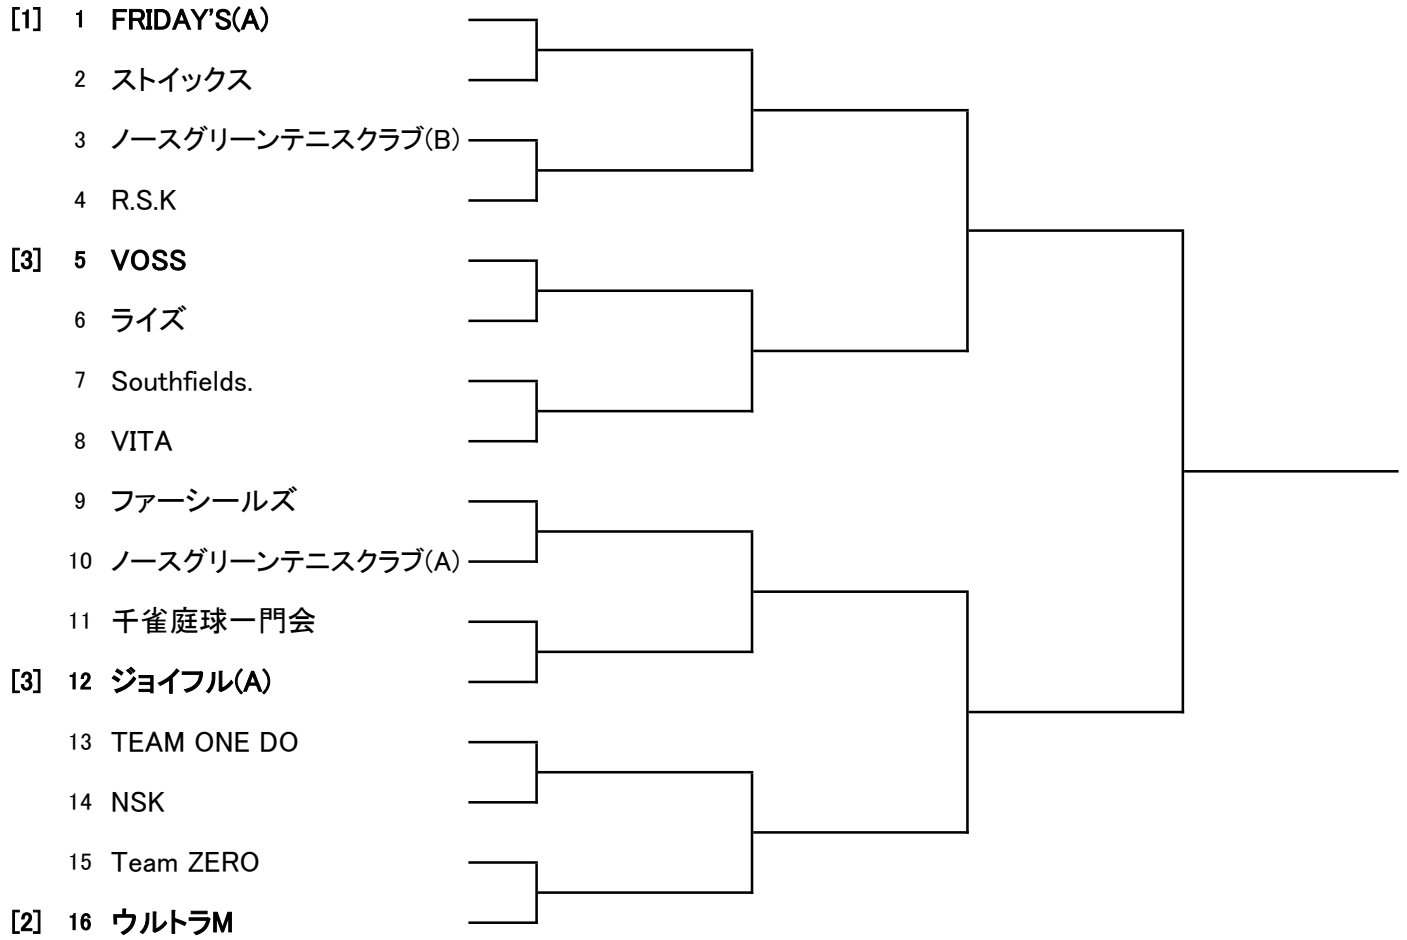 [1] 1 FRIDAY'S(A)
2 ストイックス
3 ノースグリーンテニスクラブ(B)
4 R.S.K
[3] 5 VOSS
6 ライズ
7 Southfields.
8 VITA
9 ファーシールズ
10 ノースグリーンテニスクラブ(A)
11 千雀庭球一門会
[3] 12 ジョイフル(A)
13 TEAM ONE DO
14 NSK
15 Team ZERO
[2] 16 ウルトラM